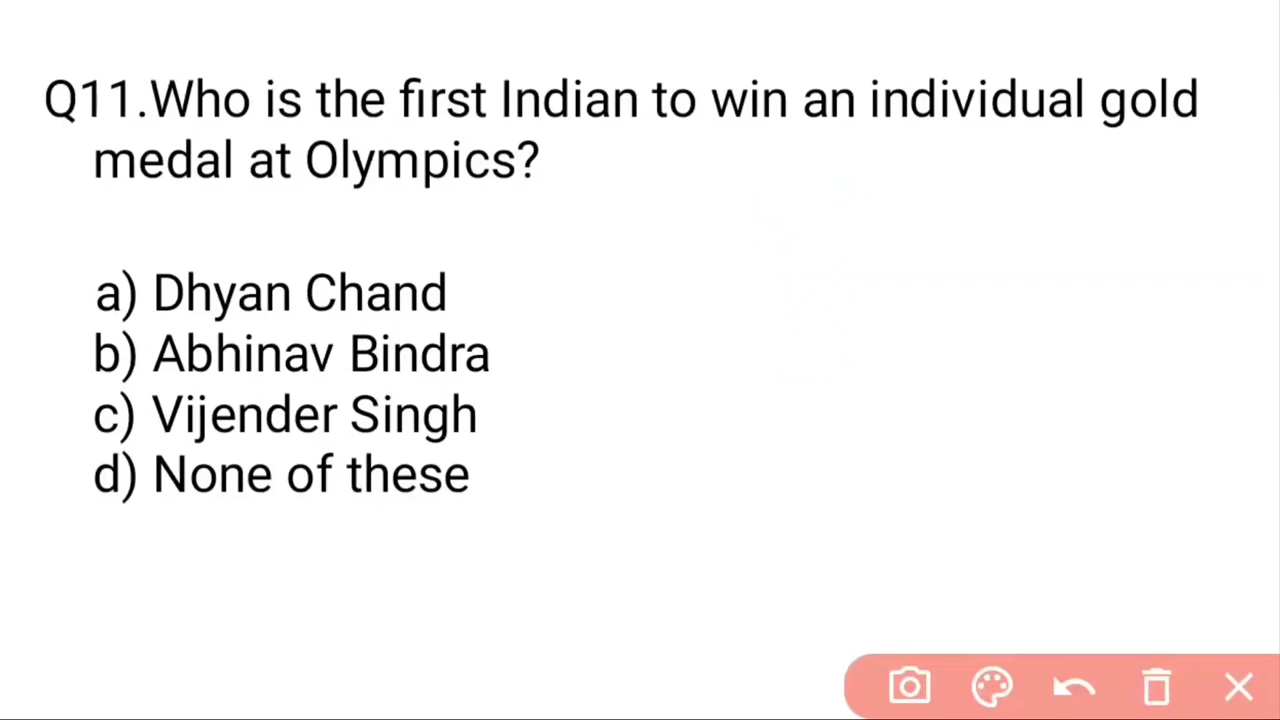 Q11.Who is the first Indian to win an individual gold
medal at Olympics?
a) Dhyan Chand
b) Abhinav Bindra
c) Vijender Singh
d) None of these